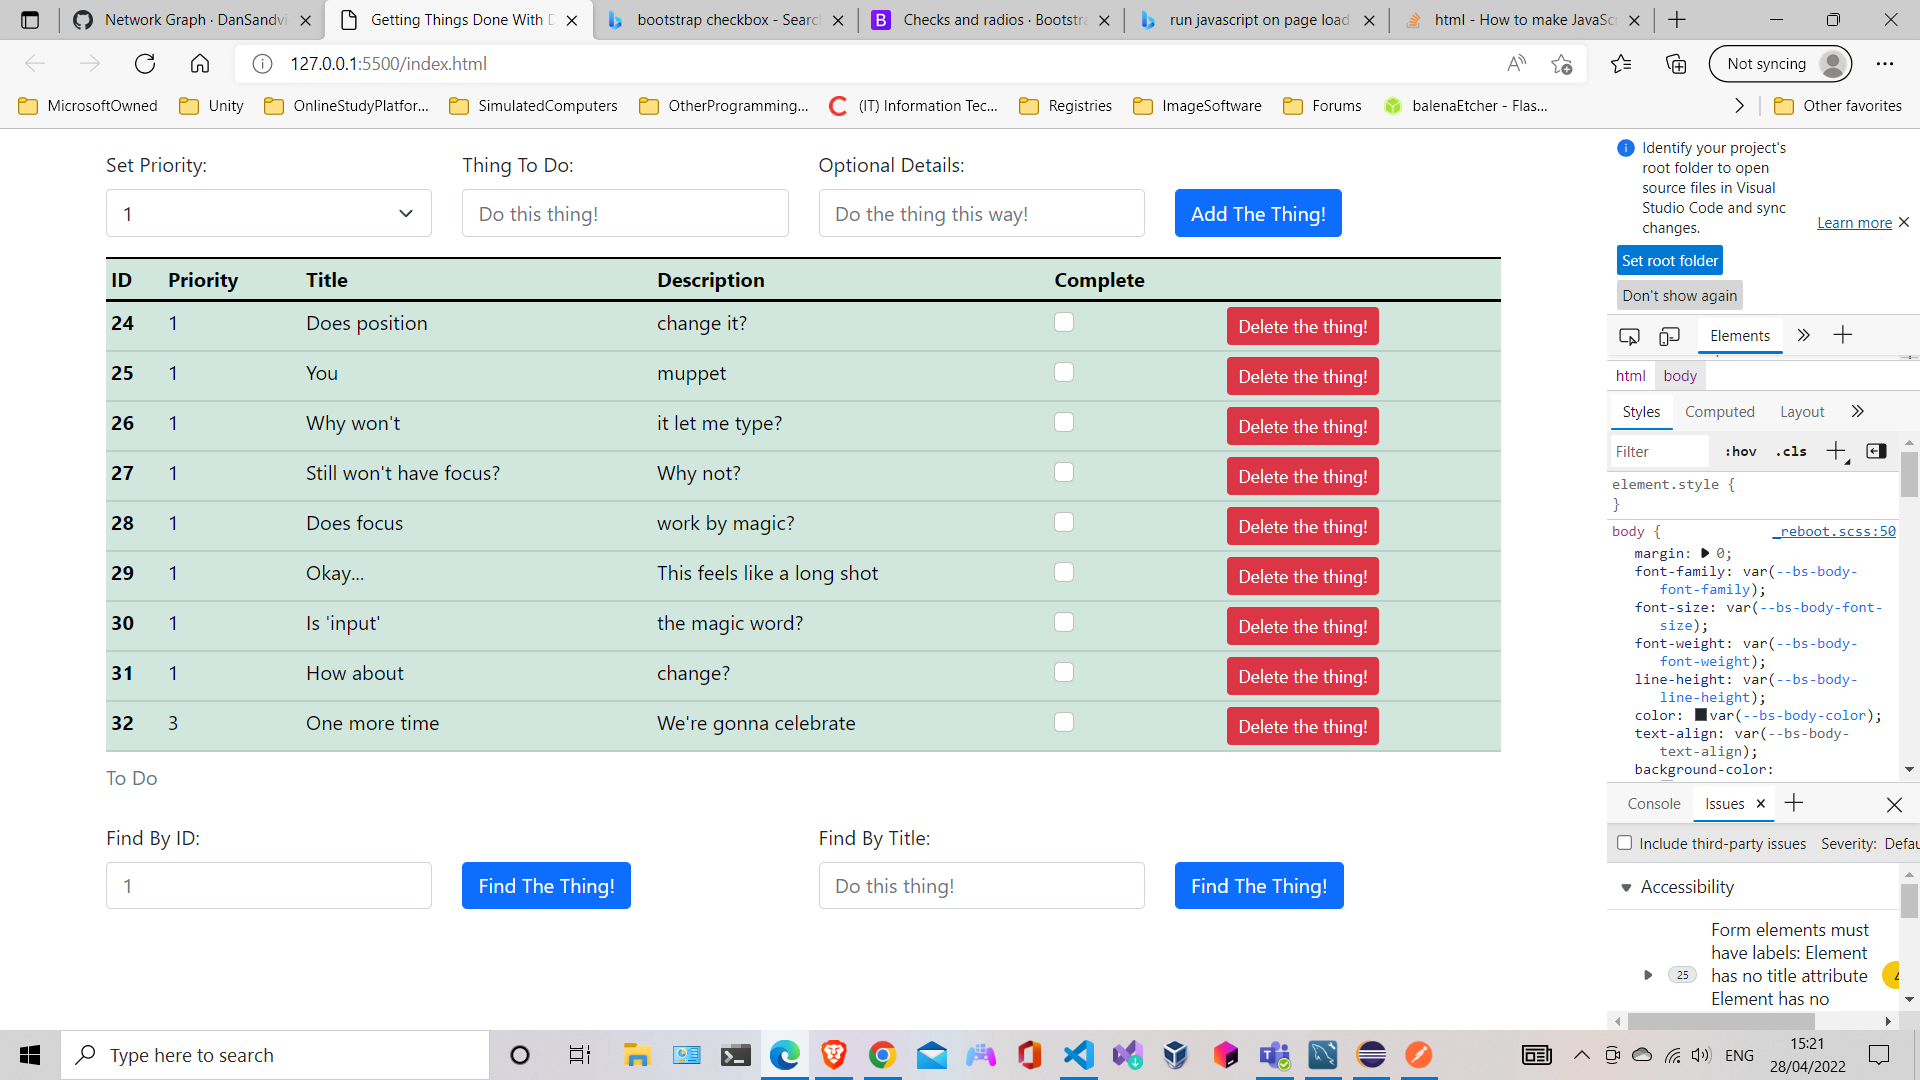 Network Graph · DanSandvi
Getting Things Done With D
bootstrap checkbox - Search
Checks and radios · Bootstra
run javascript on page load
html - How to make JavaSc
127.0.0.1:5500/index.html
Not syncing
MicrosoftOwned
Unity
OnlineStudyPlatfor...
SimulatedComputers
OtherProgramming...
(IT) Information Tec...
Registries
ImageSoftware
Forums
balenaEtcher - Flas...
Other favorites
Set Priority:
Thing To Do:
Optional Details:
1
Do this thing!
Do the thing this way!
Add The Thing!
ID Priority Title Description Complete
24 1 Does position change it? Delete the thing!
25 1 You muppet Delete the thing!
26 1 Why won't it let me type? Delete the thing!
27 1 Still won't have focus? Why not? Delete the thing!
28 1 Does focus work by magic? Delete the thing!
29 1 Okay... This feels like a long shot Delete the thing!
30 1 Is 'input' the magic word? Delete the thing!
31 1 How about change? Delete the thing!
32 3 One more time We're gonna celebrate Delete the thing!
To Do
Find By ID:
Find By Title:
1
Find The Thing!
Do this thing!
Find The Thing!
Identify your project's
root folder to open
source files in Visual
Studio Code and sync
changes.
Learn more
Set root folder
Don't show again
Elements
html body
Styles Computed Layout
Filter :hov .cls
element.style {
}
body { _reboot.scss:50
margin: 0;
font-family: var(--bs-body-
font-family);
font-size: var(--bs-body-font-
size);
font-weight: var(--bs-body-
font-weight);
line-height: var(--bs-body-
line-height);
color: var(--bs-body-color);
text-align: var(--bs-body-
text-align);
background-color:
Console Issues
Include third-party issues Severity: Defau
Accessibility
Form elements must
have labels: Element
25 has no title attribute
Element has no
Type here to search
ENG
15:21
28/04/2022